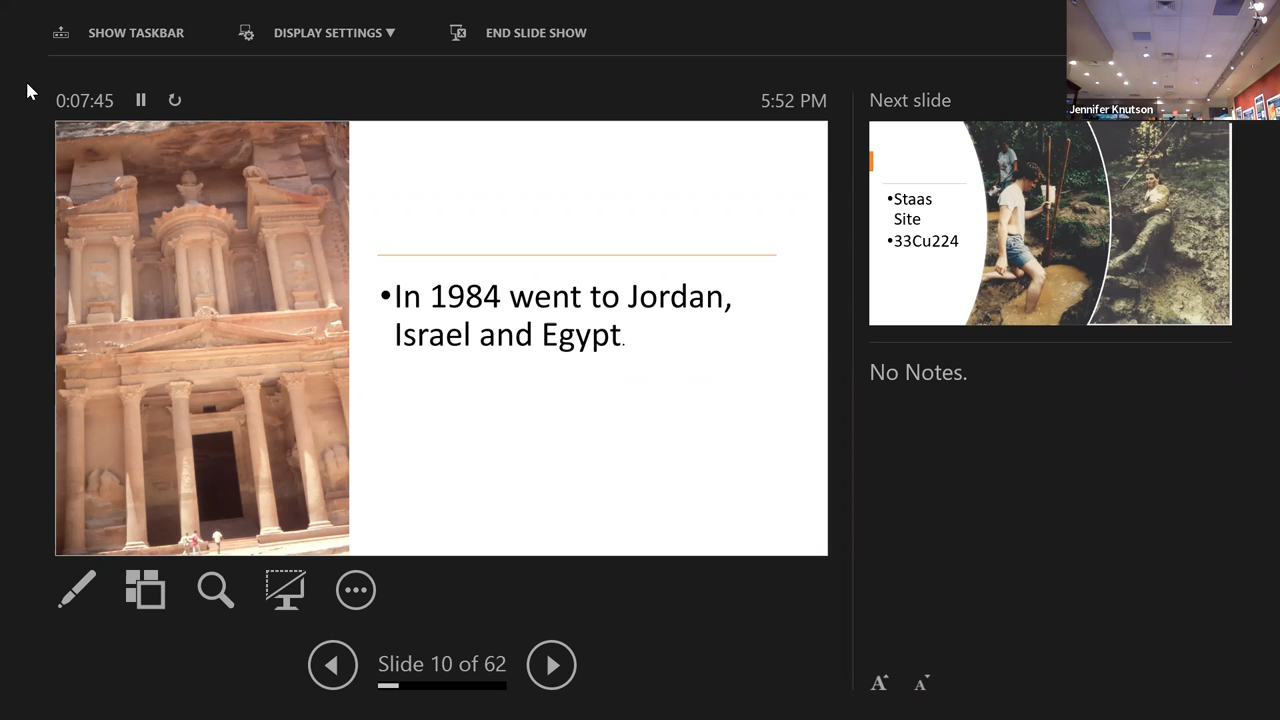 SHOW TASKBAR
DISPLAY SETTINGS ▼
END SLIDE SHOW
0:07:45
5:52 PM
Next slide
Jennifer Knutson
•In 1984 went to Jordan,
Israel and Egypt.
•Staas
Site
•33Cu224
No Notes.
Slide 10 of 62
A A